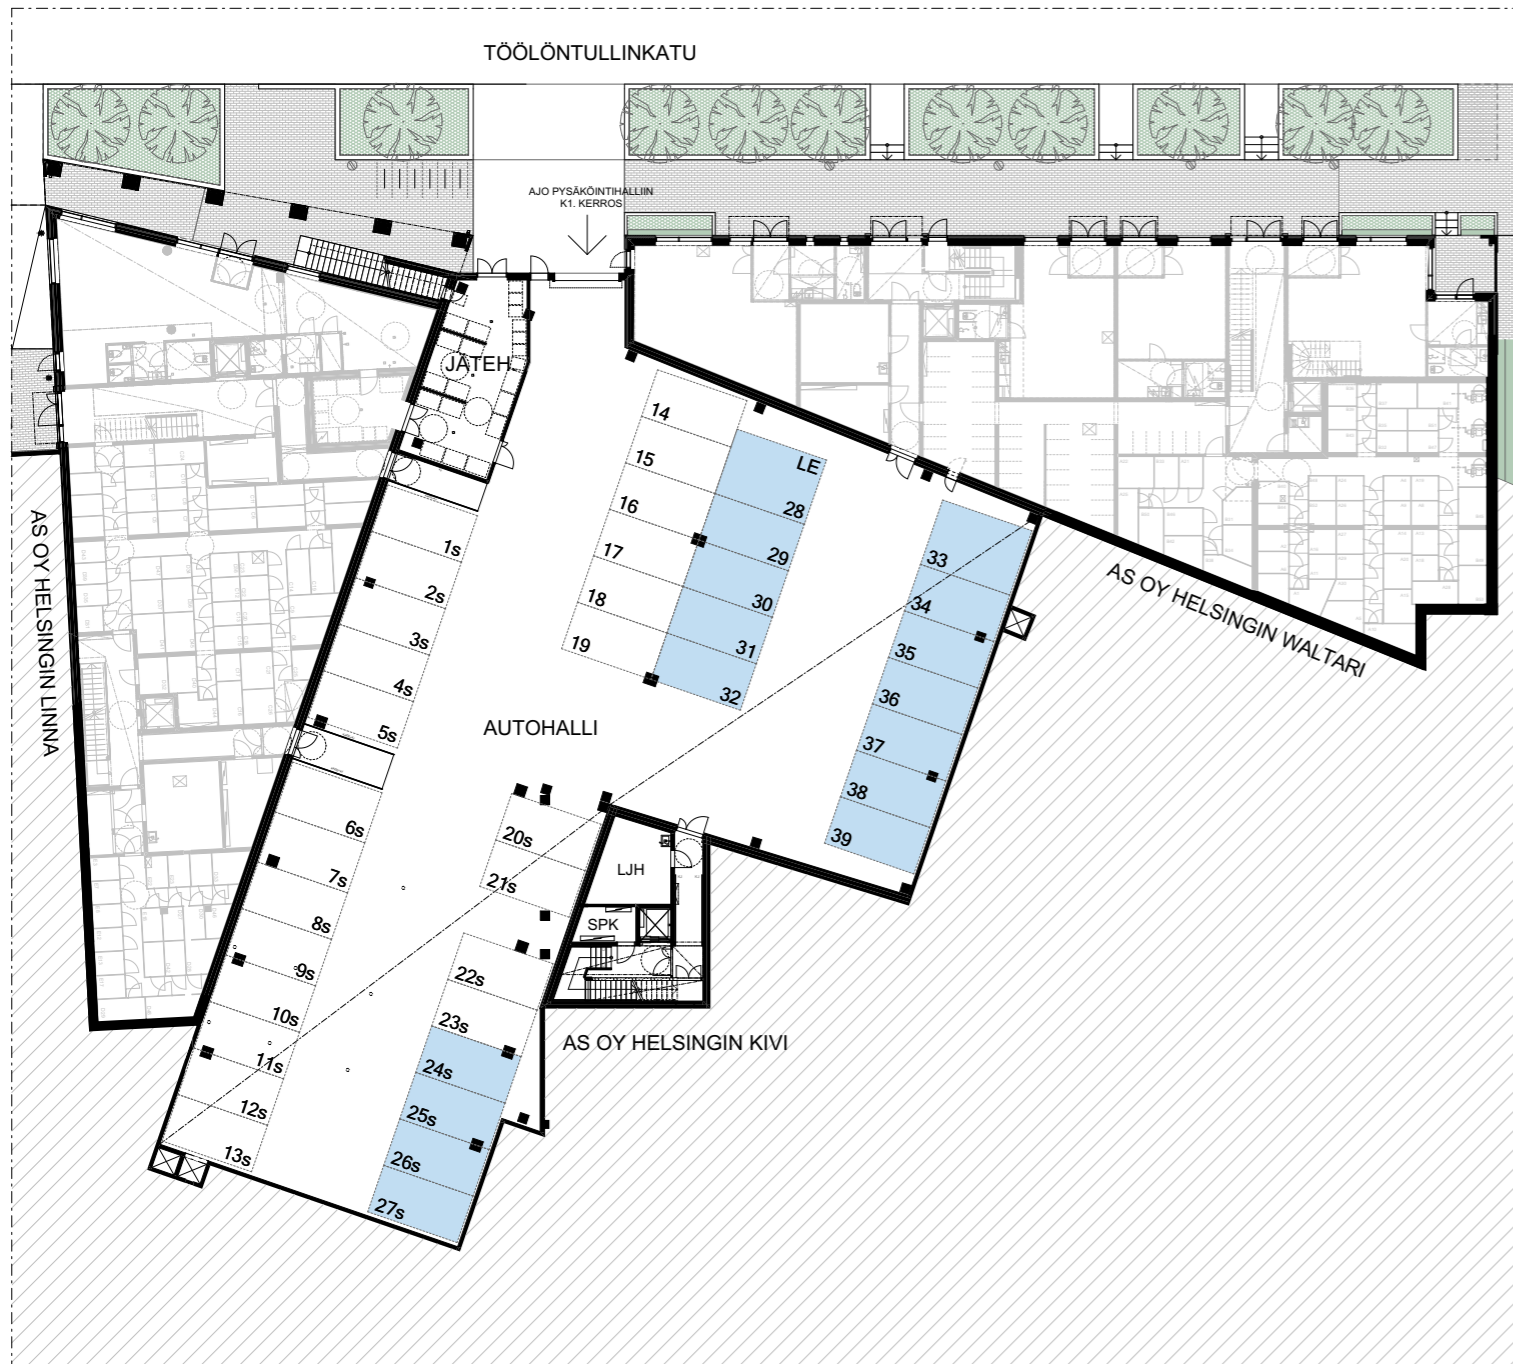 TÖÖLÖNTULLINKATU
AJO PYSÄKÖINTIHALLIIN
K1. KERROS
JÄTEH
14
15
16
17
18
19
LE
28
29
30
31
32
33
34
35
36
37
38
39
1s
2s
3s
4s
5s
AUTOHALLI
6s
7s
8s
9s
10s
11s
12s
13s
20s
21s
22s
23s
24s
25s
26s
27s
LJH
SPK
AS OY HELSINGIN LINNA
AS OY HELSINGIN WALTARI
AS OY HELSINGIN KIVI